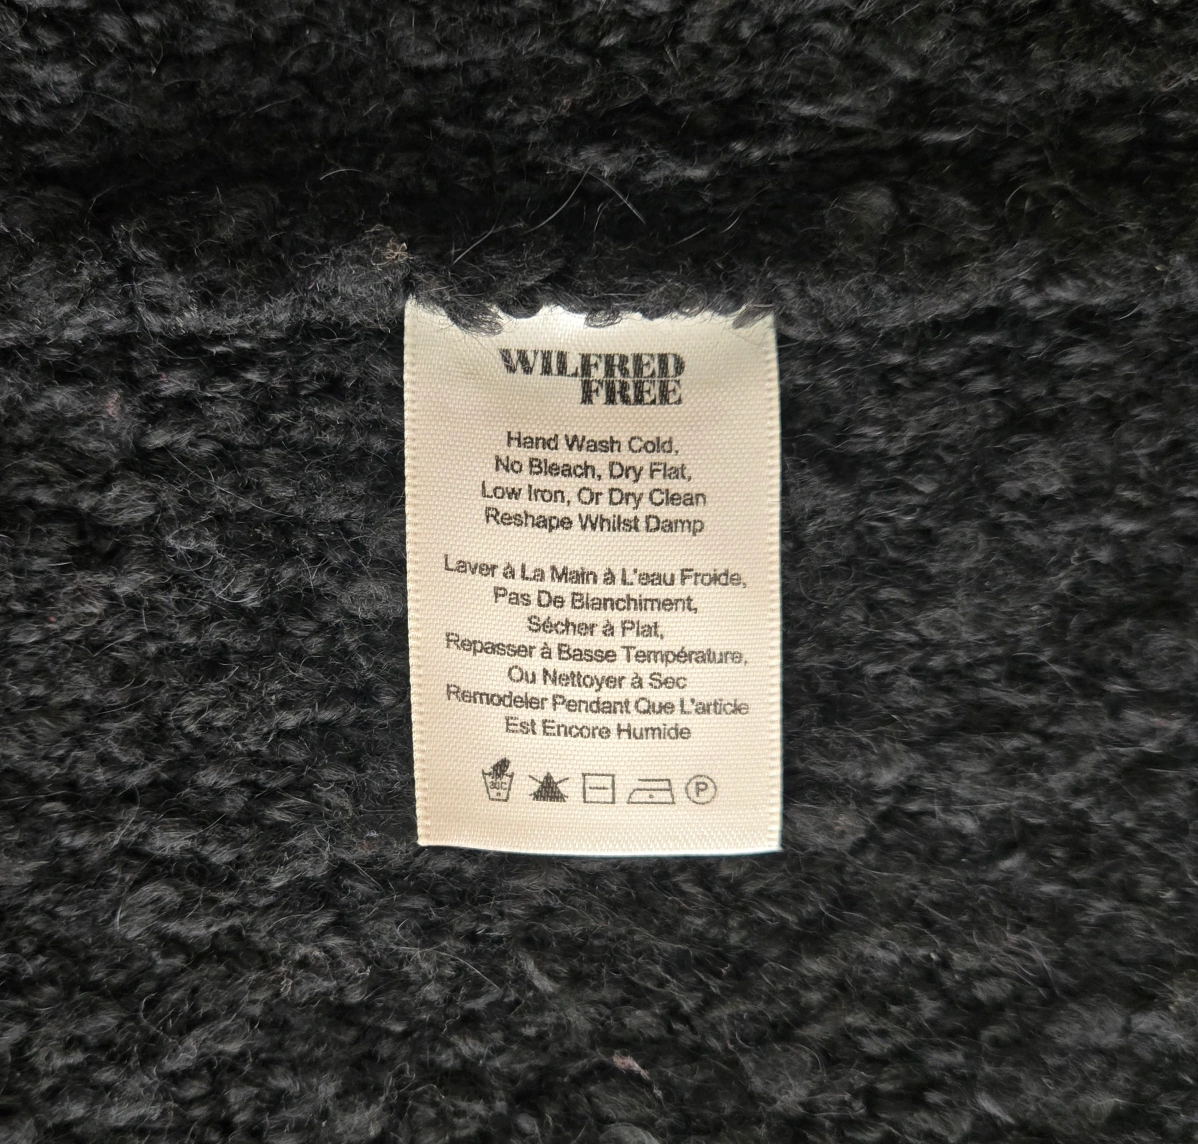 WILFRED
FREE
Hand Wash Cold,
No Bleach, Dry Flat,
Low Iron, Or Dry Clean
Reshape Whilst Damp
Laver à La Main à L'eau Froide,
Pas De Blanchiment,
Sécher à Plat,
Repasser à Basse Température,
Ou Nettoyer à Sec
Remodeler Pendant Que L'article
Est Encore Humide
30C P